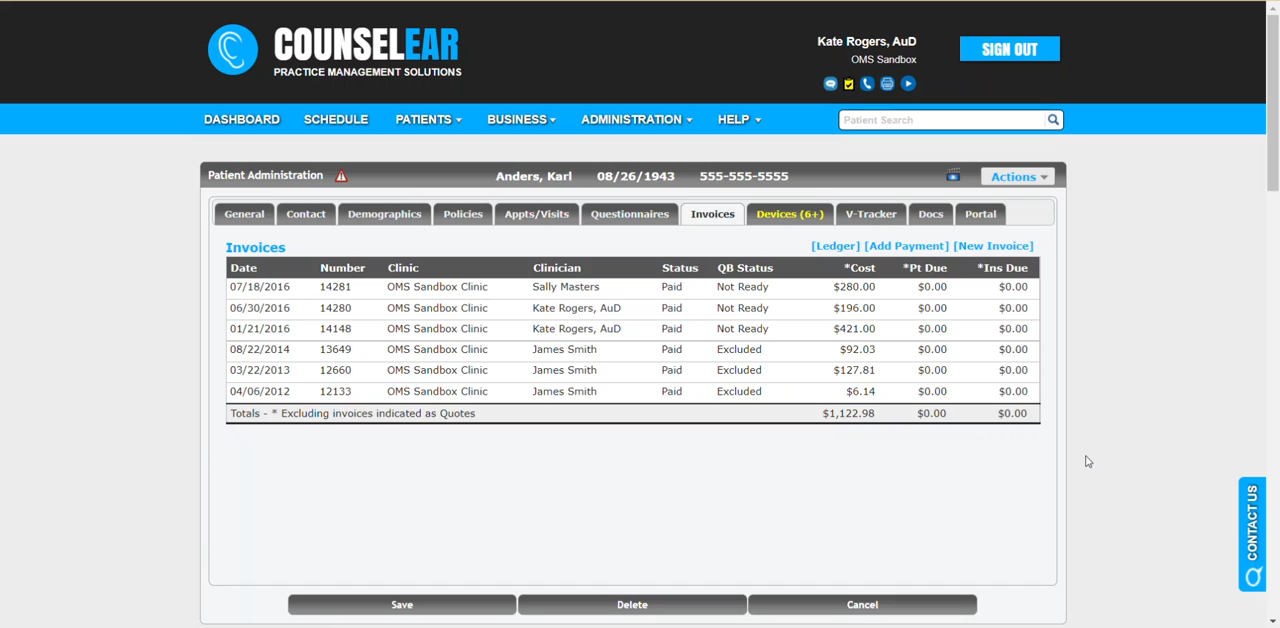 COUNSELEAR
PRACTICE MANAGEMENT SOLUTIONS
Kate Rogers, AuD
OMS Sandbox
SIGN OUT
DASHBOARD SCHEDULE PATIENTS BUSINESS ADMINISTRATION HELP Patient Search
Patient Administration Anders, Karl 08/26/1943 555-555-5555 Actions
General Contact Demographics Policies Appts/Visits Questionnaires Invoices Devices (6+) V-Tracker Docs Portal
Invoices [Ledger] [Add Payment] [New Invoice]
Date Number Clinic Clinician Status QB Status *Cost *Pt Due *Ins Due
07/18/2016 14281 OMS Sandbox Clinic Sally Masters Paid Not Ready $280.00 $0.00 $0.00
06/30/2016 14280 OMS Sandbox Clinic Kate Rogers, AuD Paid Not Ready $196.00 $0.00 $0.00
01/21/2016 14148 OMS Sandbox Clinic Kate Rogers, AuD Paid Not Ready $421.00 $0.00 $0.00
08/22/2014 13649 OMS Sandbox Clinic James Smith Paid Excluded $92.03 $0.00 $0.00
03/22/2013 12660 OMS Sandbox Clinic James Smith Paid Excluded $127.81 $0.00 $0.00
04/06/2012 12133 OMS Sandbox Clinic James Smith Paid Excluded $6.14 $0.00 $0.00
Totals - * Excluding invoices indicated as Quotes $1,122.98 $0.00 $0.00
CONTACT US
Save Delete Cancel